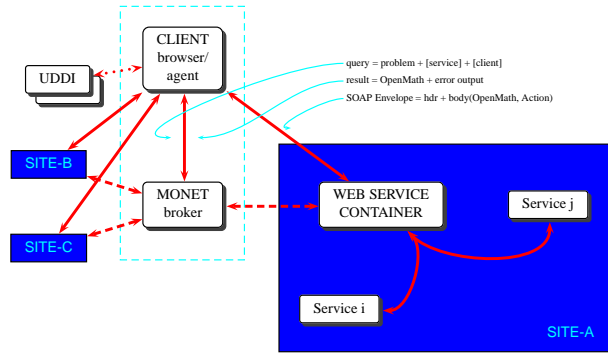 CLIENT
browser/
agent
UDDI
query = problem + [service] + [client]
result = OpenMath + error output
SOAP Envelope = hdr + body(OpenMath, Action)
SITE-B
MONET
broker
WEB SERVICE
CONTAINER
Service j
SITE-C
Service i
SITE-A